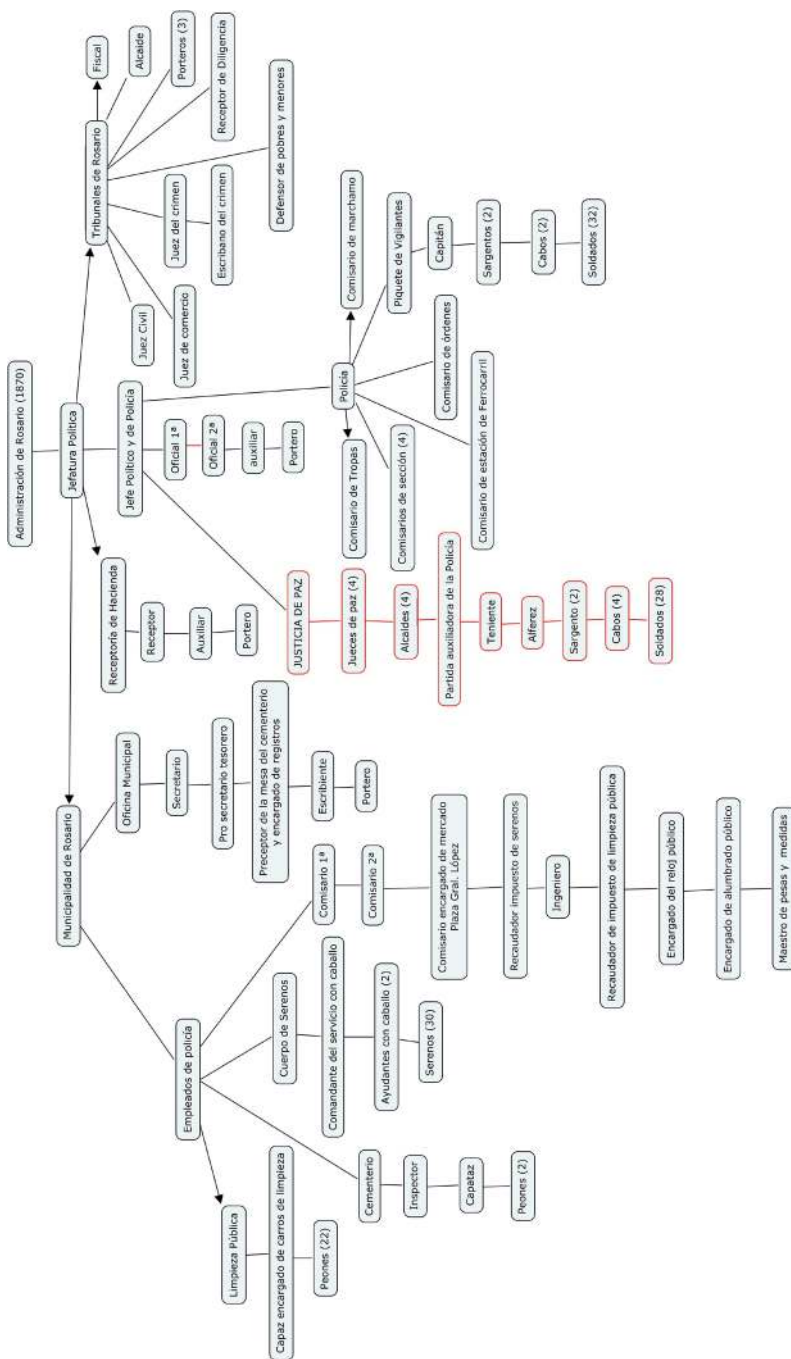 Administración de Rosario (1870)
Jefatura Política
Municipalidad de Rosario
Receptoría de Hacienda
Jefe Político y de Policía
Tribunales de Rosario
Empleados de policía
Limpieza Pública
Capaz encargado de carros de limpieza
Peones (22)
Cementerio
Inspector
Capataz
Peones (2)
Cuerpo de Serenos
Comandante del servicio con caballo
Ayudantes con caballo (2)
Serenos (30)
Comisario 1ª
Comisario 2ª
Comisario encargado de mercado
Plaza Gral. López
Recaudador impuesto de serenos
Ingeniero
Recaudador de impuesto de limpieza pública
Encargado del reloj público
Encargado de alumbrado público
Maestro de pesas y medidas
Oficina Municipal
Secretario
Pro secretario tesorero
Preceptor de la mesa del cementerio
y encargado de registros
Escribiente
Portero
Receptor
Auxiliar
Portero
JUSTICIA DE PAZ
Jueces de paz (4)
Alcaldes (4)
Partida auxiliadora de la Policía
Teniente
Alferez
Sargento (2)
Cabos (4)
Soldados (28)
Oficial 1ª
Oficial 2ª
auxiliar
Portero
Policía
Comisario de Tropas
Comisarios de sección (4)
Comisario de estación de Ferrocarril
Comisario de órdenes
Piquete de Vigilantes
Capitán
Sargentos (2)
Cabos (2)
Soldados (32)
Comisario de marchamo
Juez Civil
Juez de comercio
Juez del crimen
Escribano del crimen
Defensor de pobres y menores
Receptor de Diligencia
Porteros (3)
Alcaide
Fiscal